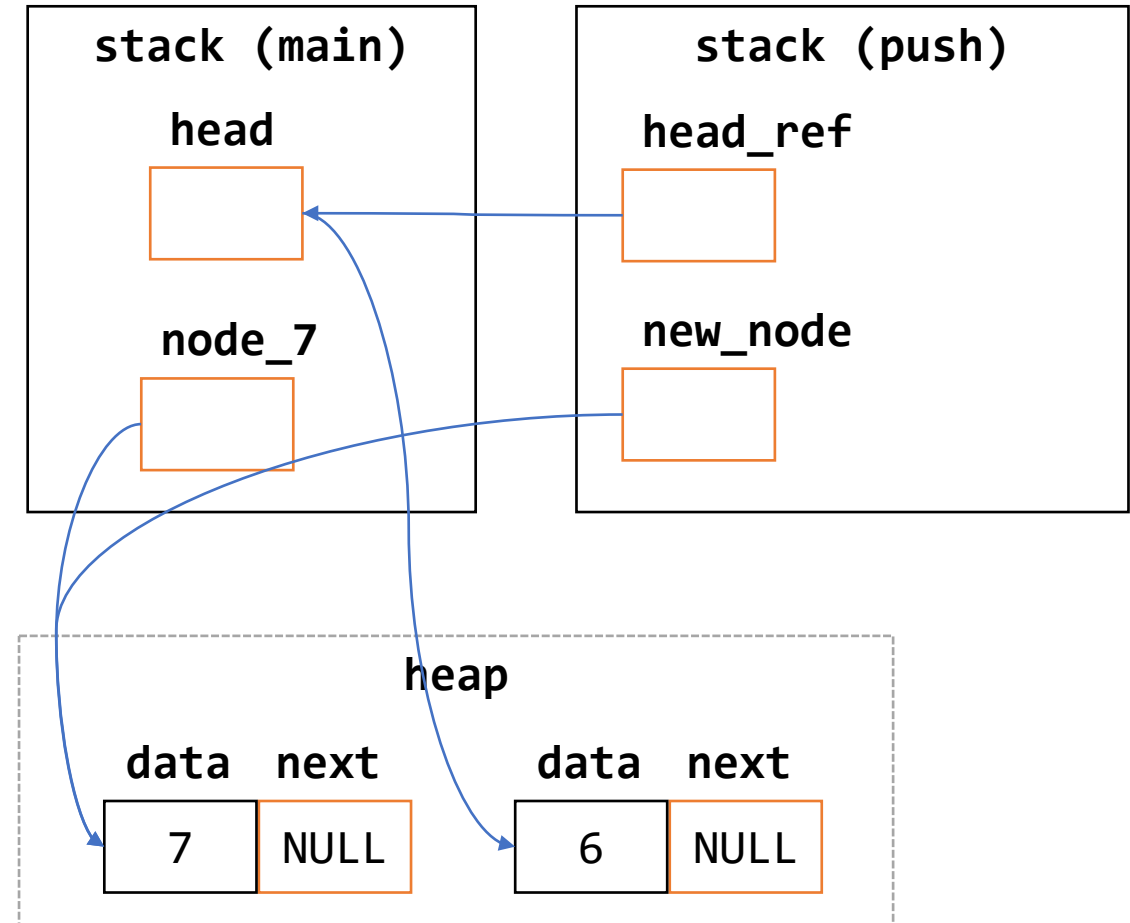 stack (main)
head
node_7
stack (push)
head_ref
new_node
heap
data next
7 NULL
data next
6 NULL